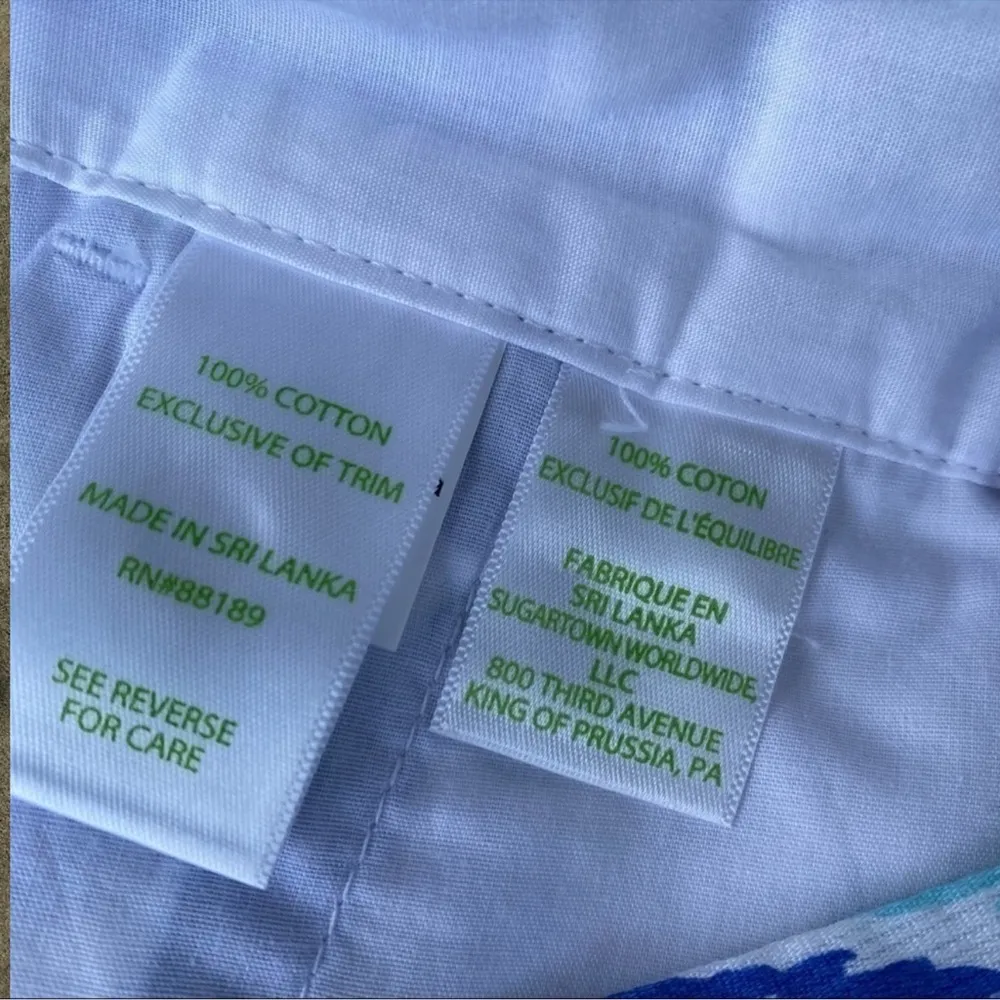 100% COTTON
EXCLUSIVE OF TRIM
MADE IN SRI LANKA
RN#88189
SEE REVERSE
FOR CARE
100% COTON
EXCLUSIF DE L'ÉQUILIBRE
FABRIQUE EN
SRI LANKA
SUGARTOWN WORLDWIDE,
LLC
800 THIRD AVENUE
KING OF PRUSSIA, PA